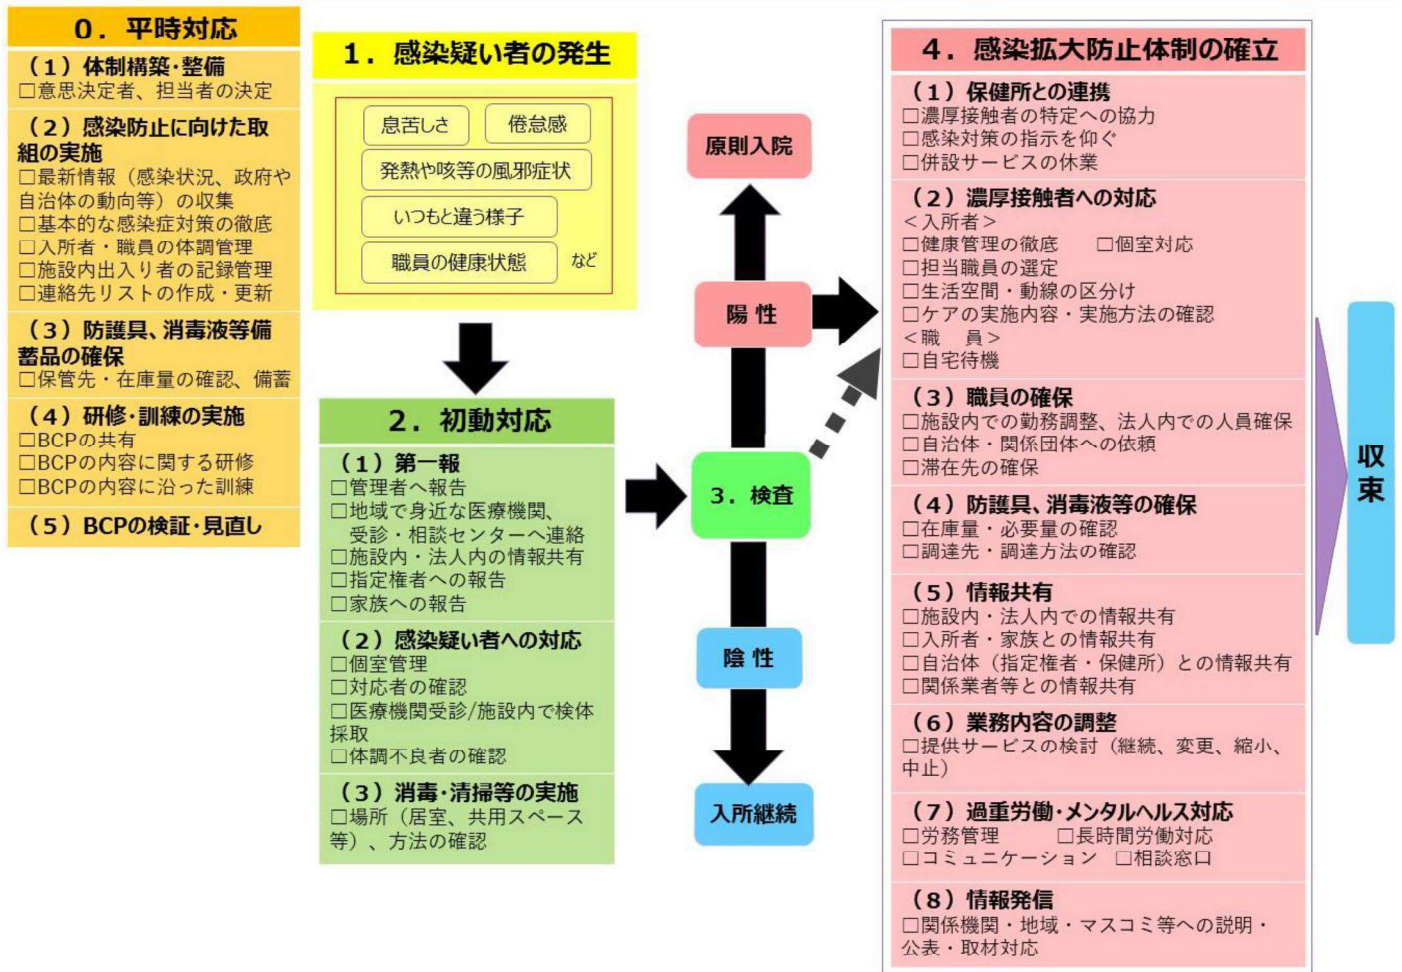 ０．平時対応
（１）体制構築・整備
□意思決定者、担当者の決定
（２）感染防止に向けた取
組の実施
□最新情報（感染状況、政府や
自治体の動向等）の収集
□基本的な感染症対策の徹底
□入所者・職員の体調管理
□施設内出入り者の記録管理
□連絡先リストの作成・更新
（３）防護具、消毒液等備
蓄品の確保
□保管先・在庫量の確認、備蓄
（４）研修・訓練の実施
□BCPの共有
□BCPの内容に関する研修
□BCPの内容に沿った訓練
（５）BCPの検証・見直し
１．感染疑い者の発生
息苦しさ
倦怠感
発熱や咳等の風邪症状
いつもと違う様子
職員の健康状態
など
２．初動対応
（１）第一報
□管理者へ報告
□地域で身近な医療機関、
受診・相談センターへ連絡
□施設内・法人内の情報共有
□指定権者への報告
□家族への報告
（２）感染疑い者への対応
□個室管理
□対応者の確認
□医療機関受診/施設内で検体
採取
□体調不良者の確認
（３）消毒・清掃等の実施
□場所（居室、共用スペース
等）、方法の確認
原則入院
陽 性
３．検査
陰 性
入所継続
４．感染拡大防止体制の確立
（１）保健所との連携
□濃厚接触者の特定への協力
□感染対策の指示を仰ぐ
□併設サービスの休業
（２）濃厚接触者への対応
＜入所者＞
□健康管理の徹底　　□個室対応
□担当職員の選定
□生活空間・動線の区分け
□ケアの実施内容・実施方法の確認
＜職　員＞
□自宅待機
（３）職員の確保
□施設内での勤務調整、法人内での人員確保
□自治体・関係団体への依頼
□滞在先の確保
（４）防護具、消毒液等の確保
□在庫量・必要量の確認
□調達先・調達方法の確認
（５）情報共有
□施設内・法人内での情報共有
□入所者・家族との情報共有
□自治体（指定権者・保健所）との情報共有
□関係業者等との情報共有
（６）業務内容の調整
□提供サービスの検討（継続、変更、縮小、
中止）
（７）過重労働・メンタルヘルス対応
□労務管理　　　□長時間労働対応
□コミュニケーション　□相談窓口
（８）情報発信
□関係機関・地域・マスコミ等への説明・
公表・取材対応
収束